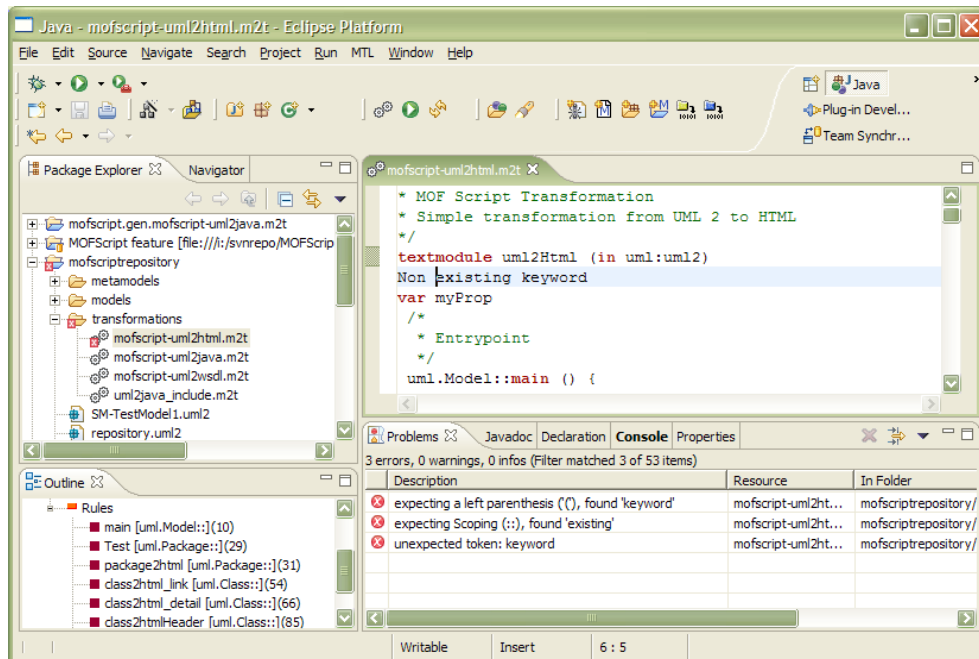 Java - mofscript-uml2html.m2t - Eclipse Platform
File Edit Source Navigate Search Project Run MTL Window Help
Java
Plug-in Devel...
Team Synchr...
Package Explorer Navigator
mofscript.gen.mofscript-uml2java.m2t
MOFScript feature [file:///i:/svnrepo/MOFScrip
mofscriptrepository
metamodels
models
transformations
mofscript-uml2html.m2t
mofscript-uml2java.m2t
mofscript-uml2wsdl.m2t
uml2java_include.m2t
SM-TestModel1.uml2
repository.uml2
mofscript-uml2html.m2t
* MOF Script Transformation
* Simple transformation from UML 2 to HTML
*/
textmodule uml2Html (in uml:uml2)
Non existing keyword
var myProp
/*
* Entrypoint
*/
uml.Model::main () {
Outline
Rules
main [uml.Model::](10)
Test [uml.Package::](29)
package2html [uml.Package::](31)
class2html_link [uml.Class::](54)
class2html_detail [uml.Class::](66)
class2htmlHeader [uml.Class::](85)
Problems Javadoc Declaration Console Properties
3 errors, 0 warnings, 0 infos (Filter matched 3 of 53 items)
Description Resource In Folder
expecting a left parenthesis ('('), found 'keyword' mofscript-uml2ht... mofscriptrepository/
expecting Scoping (::), found 'existing' mofscript-uml2ht... mofscriptrepository/
unexpected token: keyword mofscript-uml2ht... mofscriptrepository/
Writable Insert 6 : 5